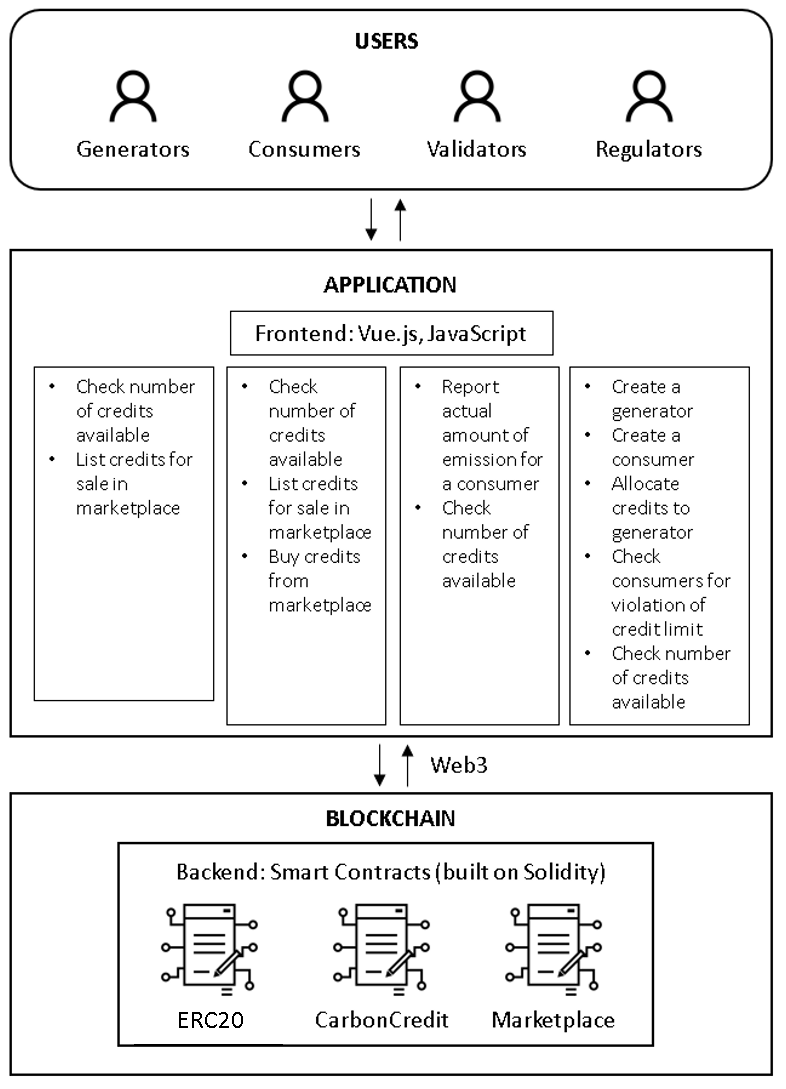 USERS
Generators
Consumers
Validators
Regulators
APPLICATION
Frontend: Vue.js, JavaScript
• Check number
of credits
available
• List credits for
sale in
marketplace
• Check
number of
credits
available
• List credits
for sale in
marketplace
• Buy credits
from
marketplace
• Report
actual
amount of
emission for
a consumer
• Check
number of
credits
available
• Create a
generator
• Create a
consumer
• Allocate
credits to
generator
• Check
consumers for
violation of
credit limit
• Check number
of credits
available
Web3
BLOCKCHAIN
Backend: Smart Contracts (built on Solidity)
ERC20
CarbonCredit
Marketplace